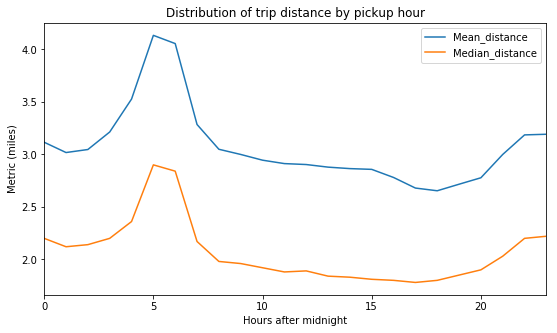 Distribution of trip distance by pickup hour
Mean_distance
Median_distance
Metric (miles)
4.0
3.5
3.0
2.5
2.0
0
5
10
15
20
Hours after midnight